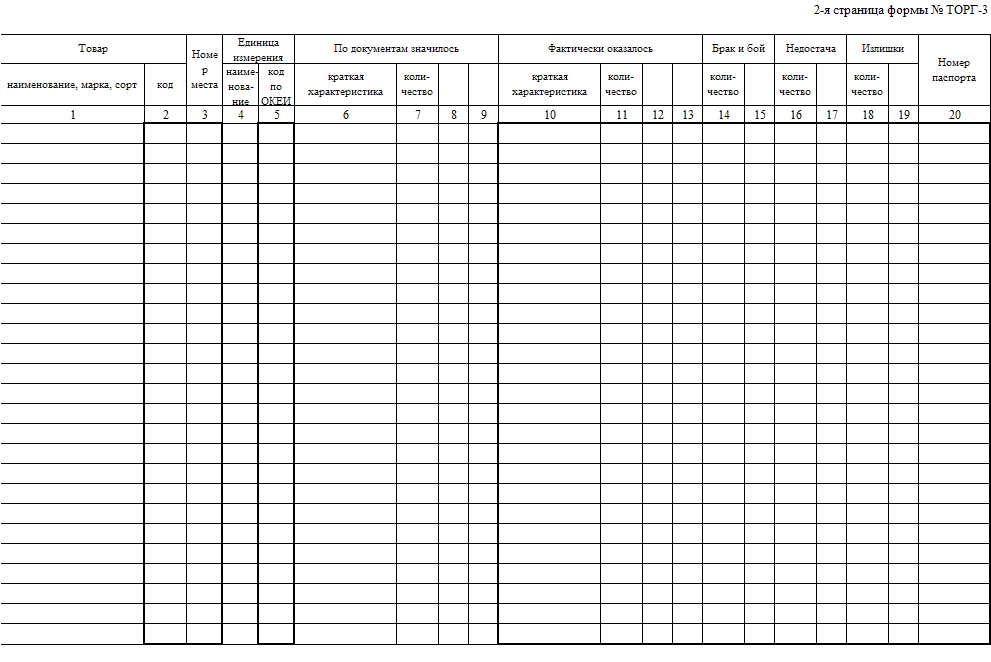 2-я страница формы № ТОРГ-3
Товар
Номе
р
места
Единица
измерения
По документам значилось
Фактически оказалось
Брак и бой
Недостача
Излишки
Номер
паспорта
наименование, марка, сорт
код
наиме-
нова-
ние
код
по
ОКЕИ
краткая
характеристика
коли-
чество
краткая
характеристика
коли-
чество
коли-
чество
коли-
чество
коли-
чество
1 2 3 4 5 6 7 8 9 10 11 12 13 14 15 16 17 18 19 20